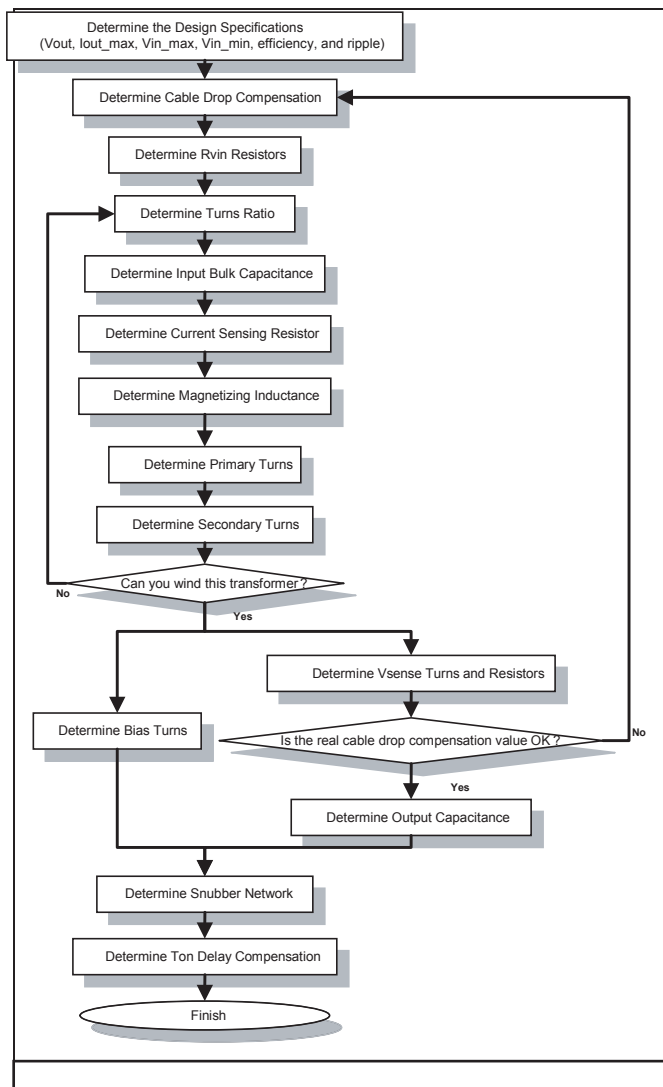 Determine the Design Specifications
(Vout, Iout_max, Vin_max, Vin_min, efficiency, and ripple)
Determine Cable Drop Compensation
Determine Rvin Resistors
Determine Turns Ratio
Determine Input Bulk Capacitance
Determine Current Sensing Resistor
Determine Magnetizing Inductance
Determine Primary Turns
Determine Secondary Turns
Can you wind this transformer?
No
Yes
Determine Vsense Turns and Resistors
Determine Bias Turns
Is the real cable drop compensation value OK?
No
Yes
Determine Output Capacitance
Determine Snubber Network
Determine Ton Delay Compensation
Finish